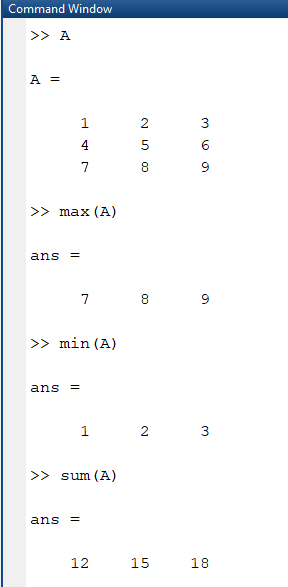 Command Window
>> A
A =
1 2 3
4 5 6
7 8 9
>> max(A)
ans =
7 8 9
>> min(A)
ans =
1 2 3
>> sum(A)
ans =
12 15 18